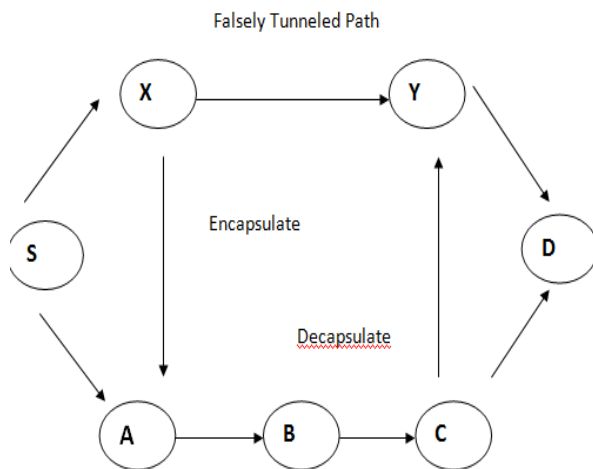 Falsely Tunneled Path
X
Y
Encapsulate
S
D
Decapsulate
A
B
C